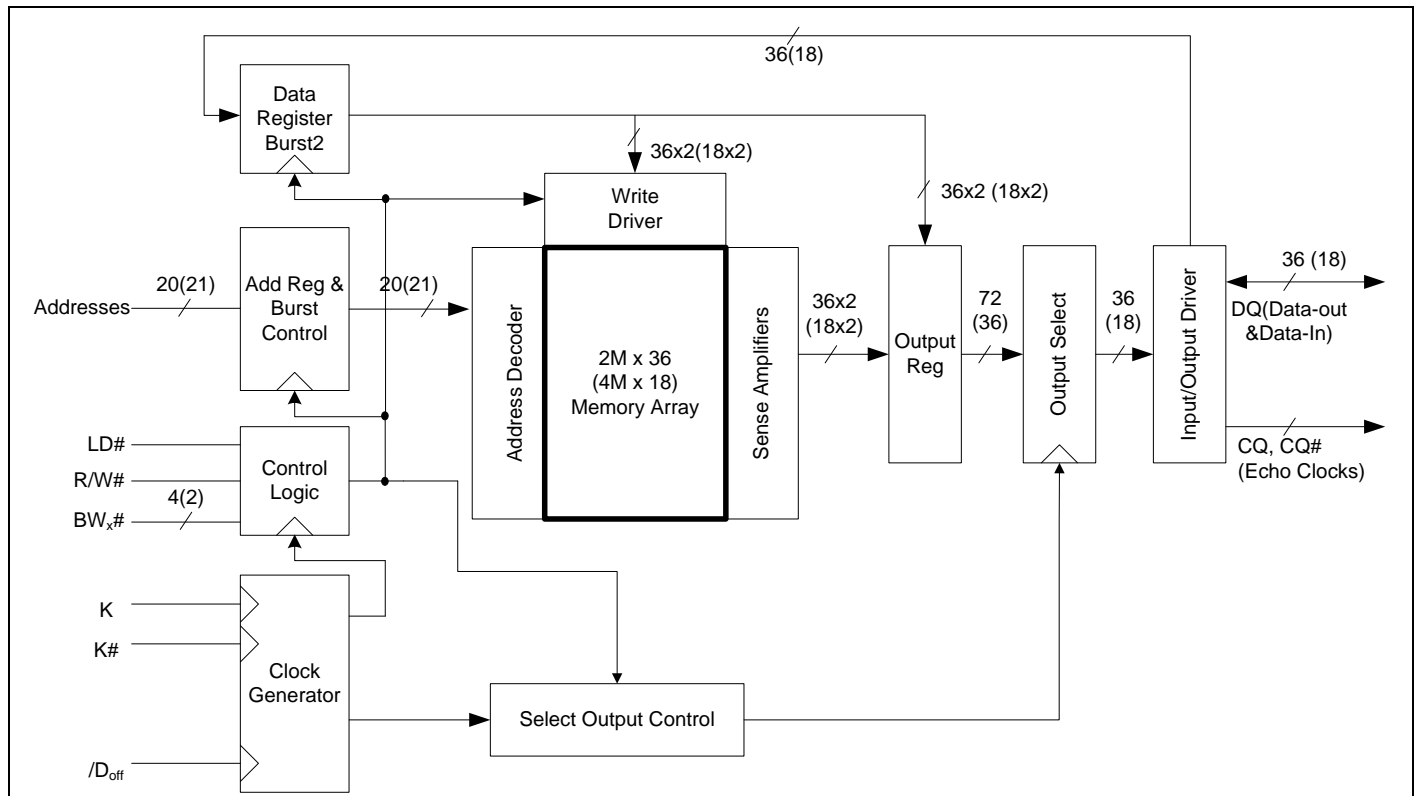 36(18)
Data
Register
Burst2
36x2(18x2)
36x2 (18x2)
Write
Driver
Addresses
20(21)
Add Reg &
Burst
Control
20(21)
Address Decoder
2M x 36
(4M x 18)
Memory Array
Sense Amplifiers
36x2
(18x2)
Output
Reg
72
(36)
Output Select
36
(18)
Input/Output Driver
36 (18)
DQ(Data-out
&Data-In)
CQ, CQ#
(Echo Clocks)
LD#
R/W#
BWx#
4(2)
Control
Logic
K
K#
/Doff
Clock
Generator
Select Output Control